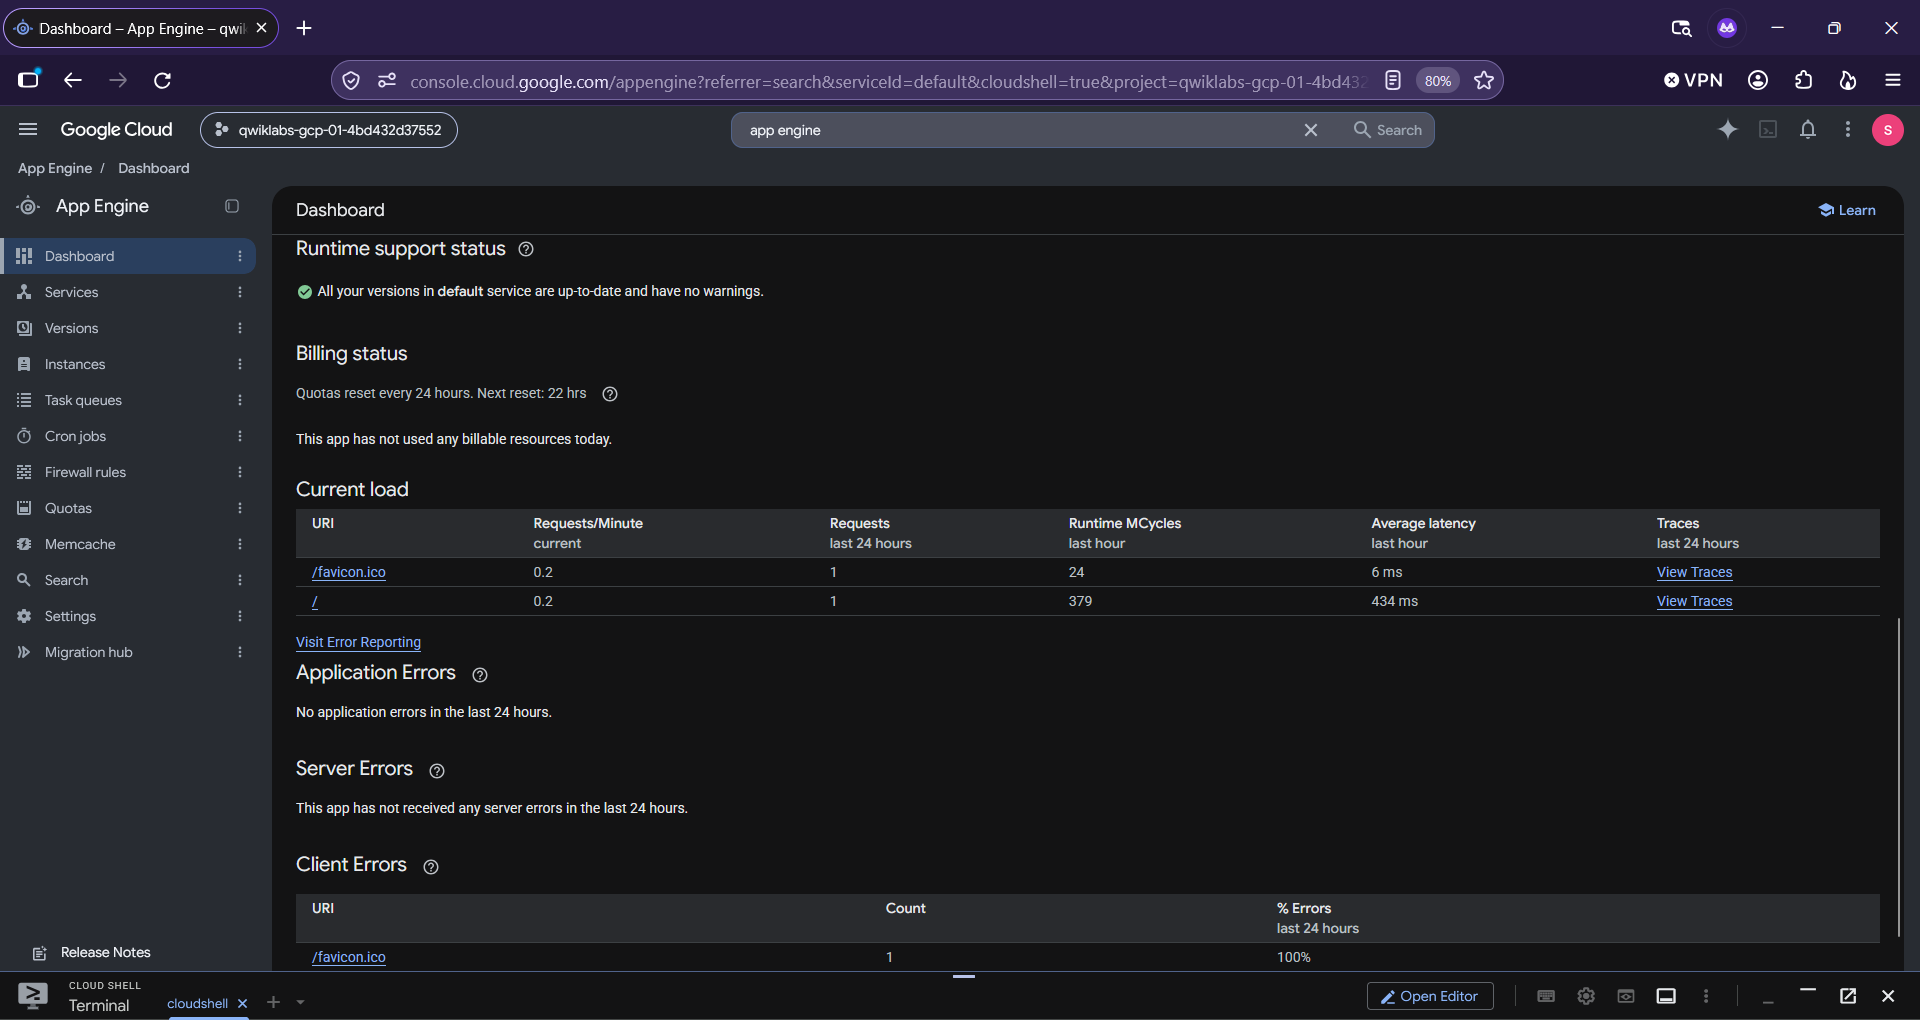 Dashboard – App Engine – qwik
console.cloud.google.com/appengine?referrer=search&serviceId=default&cloudshell=true&project=qwiklabs-gcp-01-4bd432
80%
VPN
Google Cloud
qwiklabs-gcp-01-4bd432d37552
app engine
Search
S
App Engine / Dashboard
App Engine
Dashboard
Services
Versions
Instances
Task queues
Cron jobs
Firewall rules
Quotas
Memcache
Search
Settings
Migration hub
Release Notes
Dashboard
Learn
Runtime support status
All your versions in default service are up-to-date and have no warnings.
Billing status
Quotas reset every 24 hours. Next reset: 22 hrs
This app has not used any billable resources today.
Current load
URI Requests/Minute Requests Runtime MCycles Average latency Traces
current last 24 hours last hour last hour last 24 hours
/favicon.ico 0.2 1 24 6 ms View Traces
/ 0.2 1 379 434 ms View Traces
Visit Error Reporting
Application Errors
No application errors in the last 24 hours.
Server Errors
This app has not received any server errors in the last 24 hours.
Client Errors
URI Count % Errors
last 24 hours
/favicon.ico 1 100%
CLOUD SHELL
Terminal
cloudshell
Open Editor